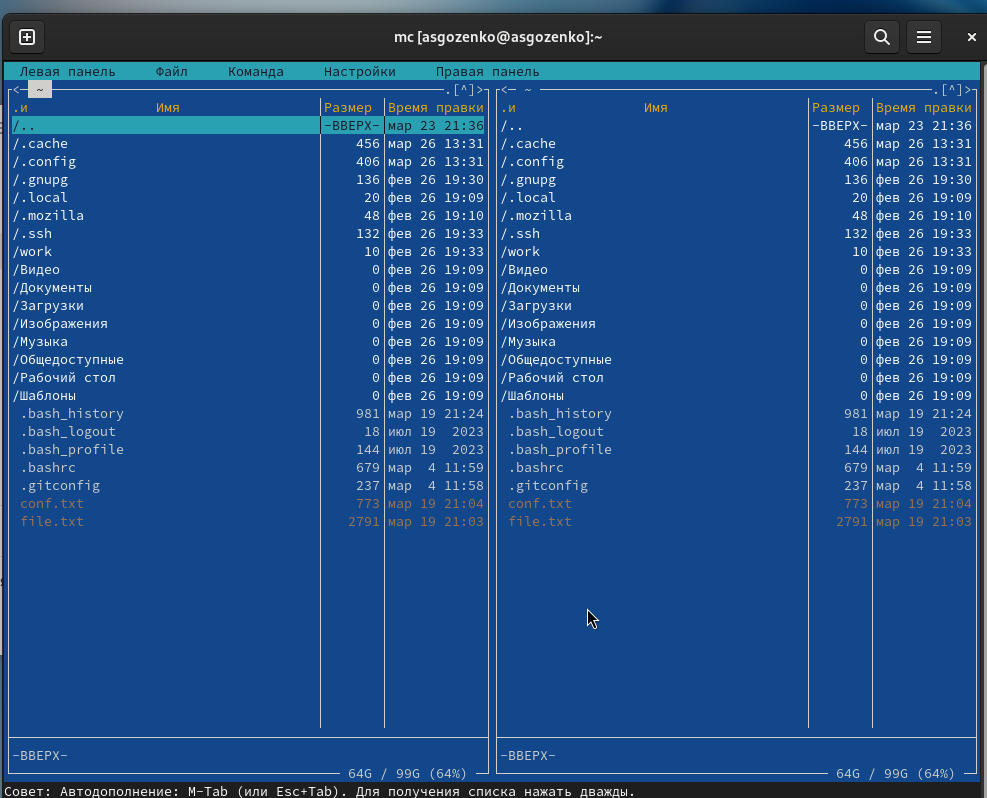 mc [asgozenko@asgozenko]:~
Левая панель Файл Команда Настройки Правая панель
<─ ~ .[^]> <─ ~ .[^]>
.и Имя Размер Время правки .и Имя Размер Время правки
/.. -ВВЕРХ- мар 23 21:36 /.. -ВВЕРХ- мар 23 21:36
/.cache 456 мар 26 13:31 /.cache 456 мар 26 13:31
/.config 406 мар 26 13:31 /.config 406 мар 26 13:31
/.gnupg 136 фев 26 19:30 /.gnupg 136 фев 26 19:30
/.local 20 фев 26 19:09 /.local 20 фев 26 19:09
/.mozilla 48 фев 26 19:10 /.mozilla 48 фев 26 19:10
/.ssh 132 фев 26 19:33 /.ssh 132 фев 26 19:33
/work 10 фев 26 19:33 /work 10 фев 26 19:33
/Видео 0 фев 26 19:09 /Видео 0 фев 26 19:09
/Документы 0 фев 26 19:09 /Документы 0 фев 26 19:09
/Загрузки 0 фев 26 19:09 /Загрузки 0 фев 26 19:09
/Изображения 0 фев 26 19:09 /Изображения 0 фев 26 19:09
/Музыка 0 фев 26 19:09 /Музыка 0 фев 26 19:09
/Общедоступные 0 фев 26 19:09 /Общедоступные 0 фев 26 19:09
/Рабочий стол 0 фев 26 19:09 /Рабочий стол 0 фев 26 19:09
/Шаблоны 0 фев 26 19:09 /Шаблоны 0 фев 26 19:09
.bash_history 981 мар 19 21:24 .bash_history 981 мар 19 21:24
.bash_logout 18 июл 19 2023 .bash_logout 18 июл 19 2023
.bash_profile 144 июл 19 2023 .bash_profile 144 июл 19 2023
.bashrc 679 мар 4 11:59 .bashrc 679 мар 4 11:59
.gitconfig 237 мар 4 11:58 .gitconfig 237 мар 4 11:58
conf.txt 773 мар 19 21:04 conf.txt 773 мар 19 21:04
file.txt 2791 мар 19 21:03 file.txt 2791 мар 19 21:03
-ВВЕРХ- -ВВЕРХ-
64G / 99G (64%) 64G / 99G (64%)
Совет: Автодополнение: M-Tab (или Esc+Tab). Для получения списка нажать дважды.